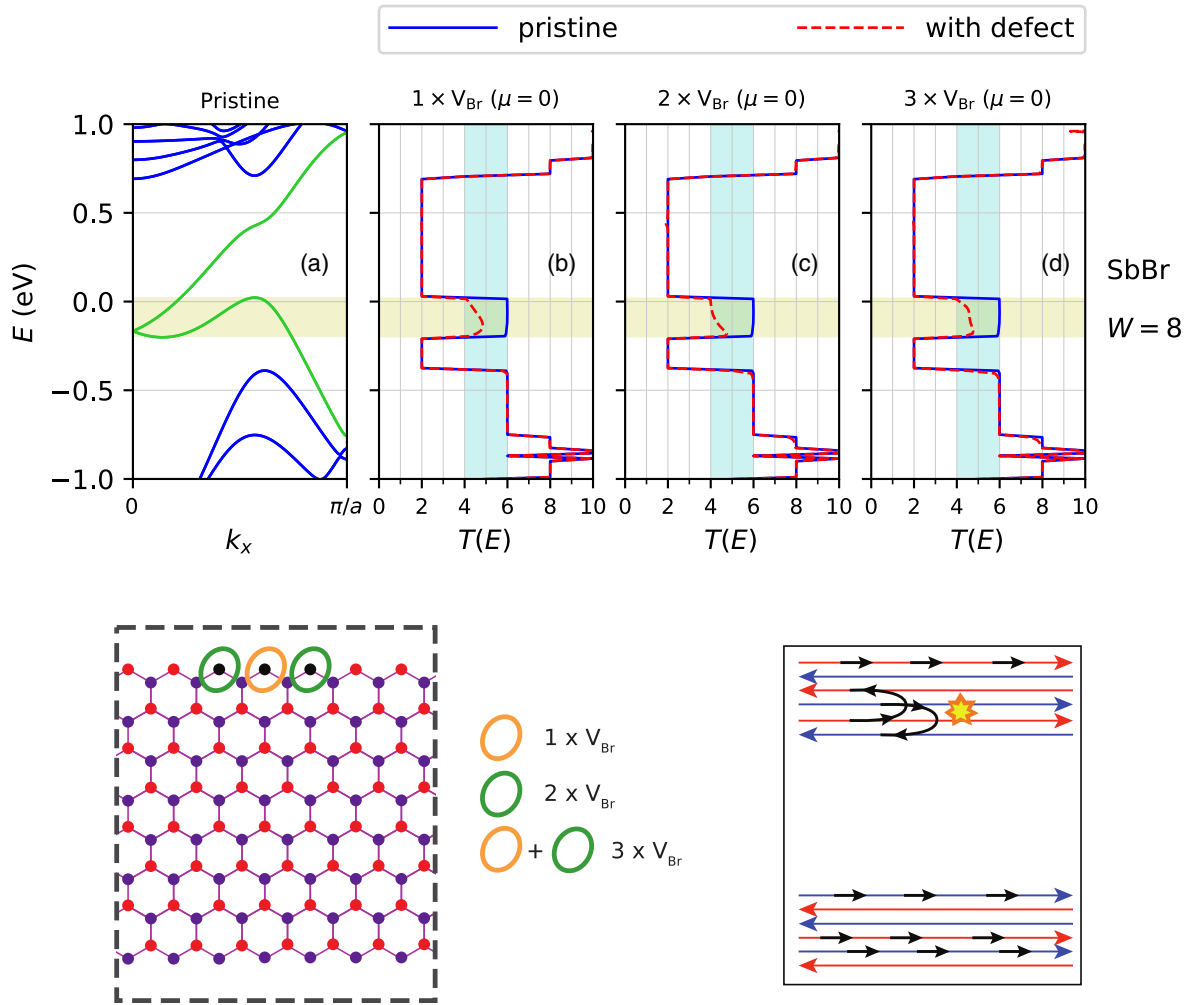 pristine
with defect
Pristine
1 × V_Br (μ = 0)
2 × V_Br (μ = 0)
3 × V_Br (μ = 0)
E (eV)
1.0
0.5
0.0
−0.5
−1.0
(a)
(b)
(c)
(d)
SbBr
W = 8
0
π/a
0 2 4 6 8 10
0 2 4 6 8 10
0 2 4 6 8 10
k_x
T(E)
T(E)
T(E)
1 x V_Br
2 x V_Br
+ 3 x V_Br